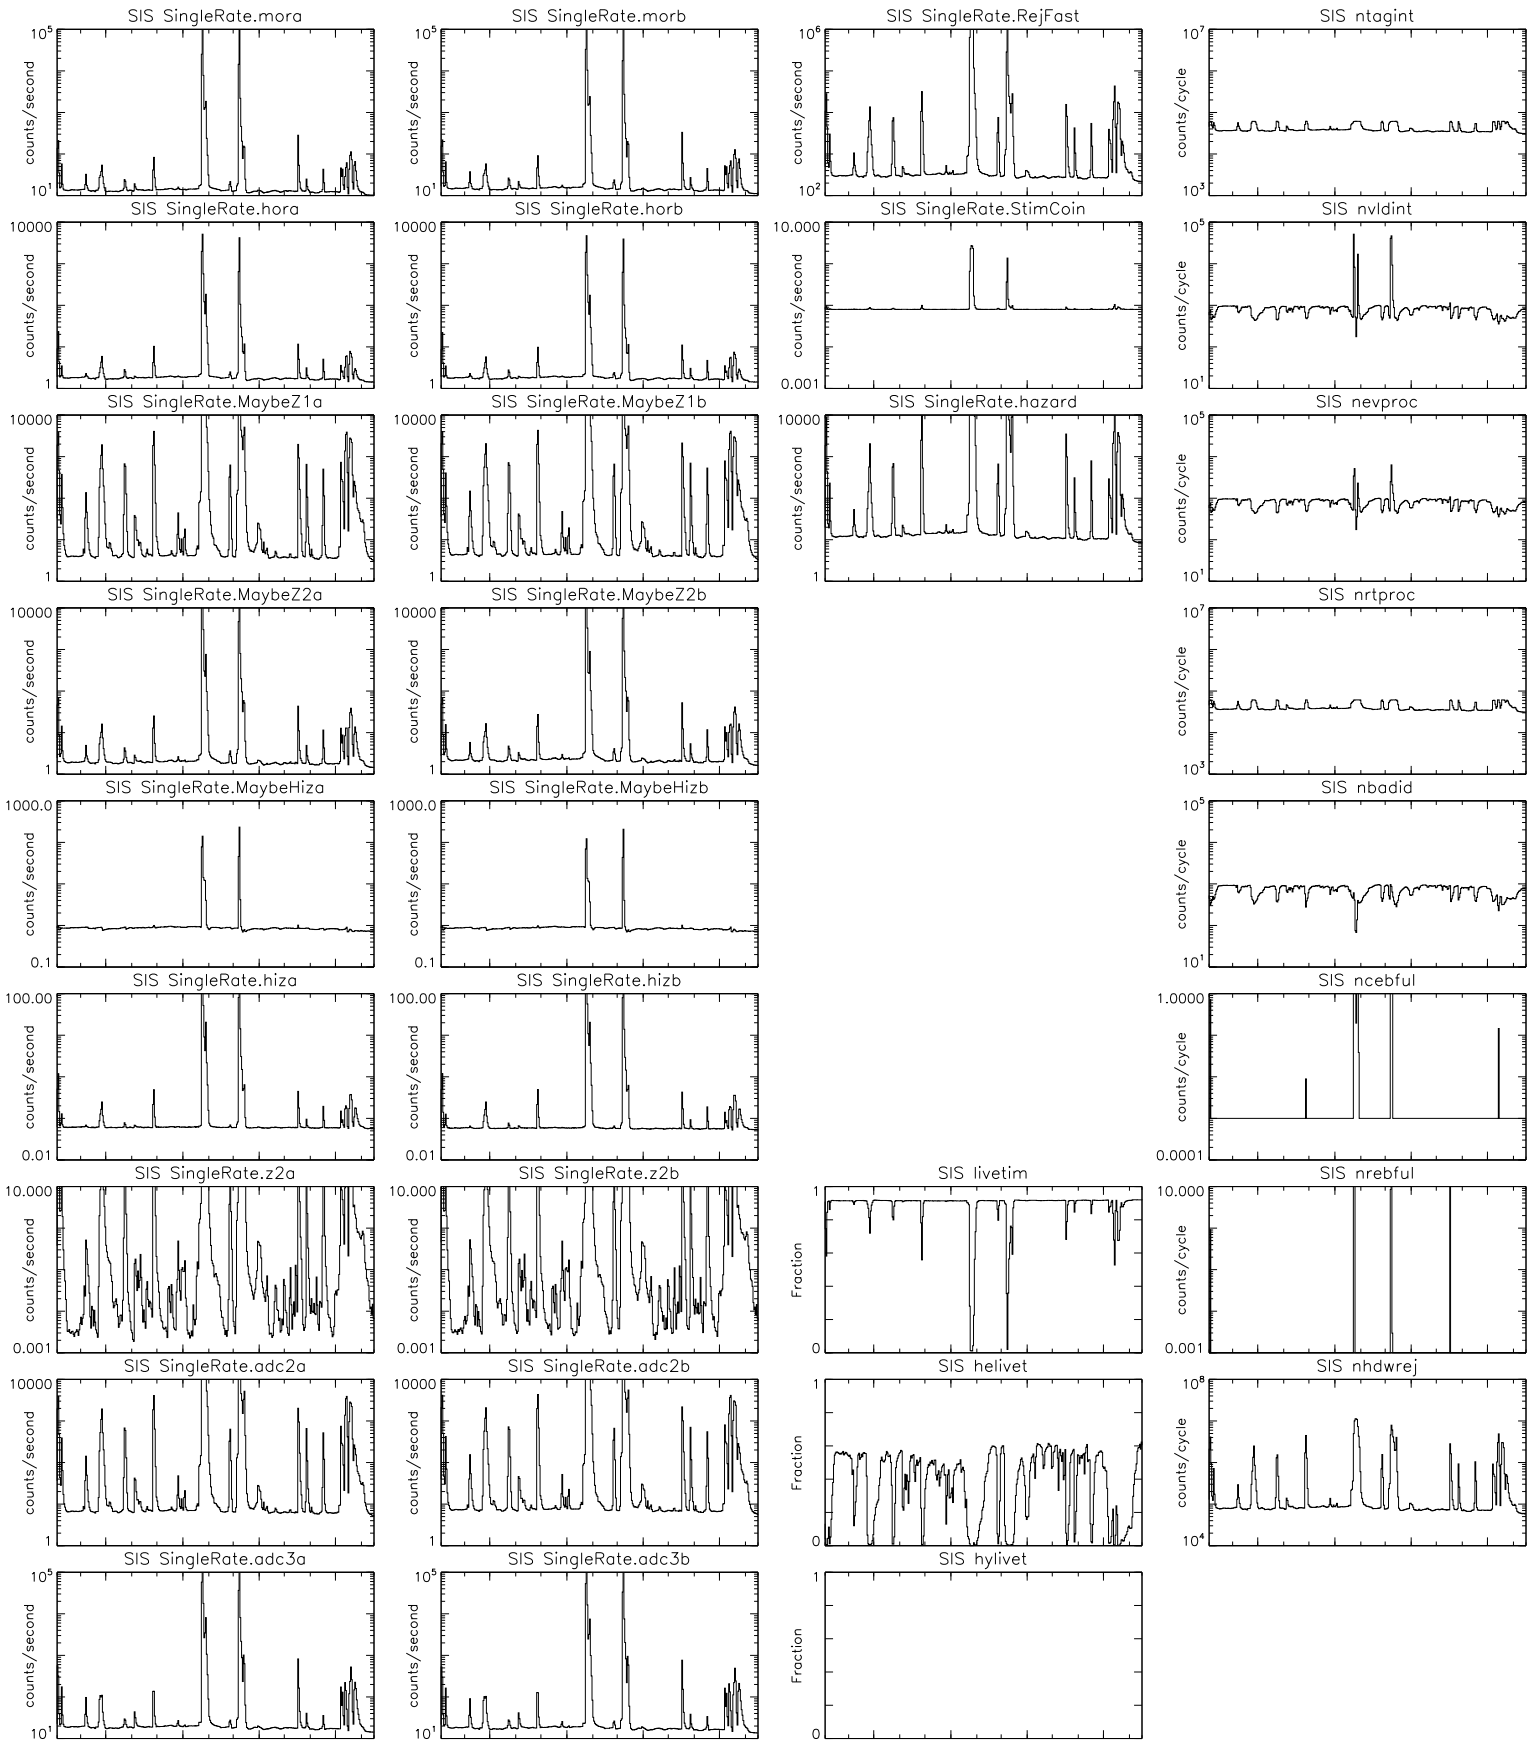 SIS SingleRate.mora
10^5
counts/second
10^1
SIS SingleRate.morb
10^5
counts/second
10^1
SIS SingleRate.RejFast
10^6
counts/second
10^2
SIS ntagint
10^7
counts/cycle
10^3
SIS SingleRate.hora
10000
counts/second
1
SIS SingleRate.horb
10000
counts/second
1
SIS SingleRate.StimCoin
10.000
counts/second
0.001
SIS nvldint
10^5
counts/cycle
10^1
SIS SingleRate.MaybeZ1a
10000
counts/second
1
SIS SingleRate.MaybeZ1b
10000
counts/second
1
SIS SingleRate.hazard
10000
counts/second
1
SIS nevproc
10^5
counts/cycle
10^1
SIS SingleRate.MaybeZ2a
10000
counts/second
1
SIS SingleRate.MaybeZ2b
10000
counts/second
1
SIS nrtproc
10^7
counts/cycle
10^3
SIS SingleRate.MaybeHiza
1000.0
counts/second
0.1
SIS SingleRate.MaybeHizb
1000.0
counts/second
0.1
SIS nbadid
10^5
counts/cycle
10^1
SIS SingleRate.hiza
100.00
counts/second
0.01
SIS SingleRate.hizb
100.00
counts/second
0.01
SIS ncebful
1.0000
counts/cycle
0.0001
SIS SingleRate.z2a
10.000
counts/second
0.001
SIS SingleRate.z2b
10.000
counts/second
0.001
SIS livetim
1
Fraction
0
SIS nrebful
10.000
counts/cycle
0.001
SIS SingleRate.adc2a
10000
counts/second
1
SIS SingleRate.adc2b
10000
counts/second
1
SIS helivet
1
Fraction
0
SIS nhdwrej
10^8
counts/cycle
10^4
SIS SingleRate.adc3a
10^5
counts/second
10^1
SIS SingleRate.adc3b
10^5
counts/second
10^1
SIS hylivet
1
Fraction
0